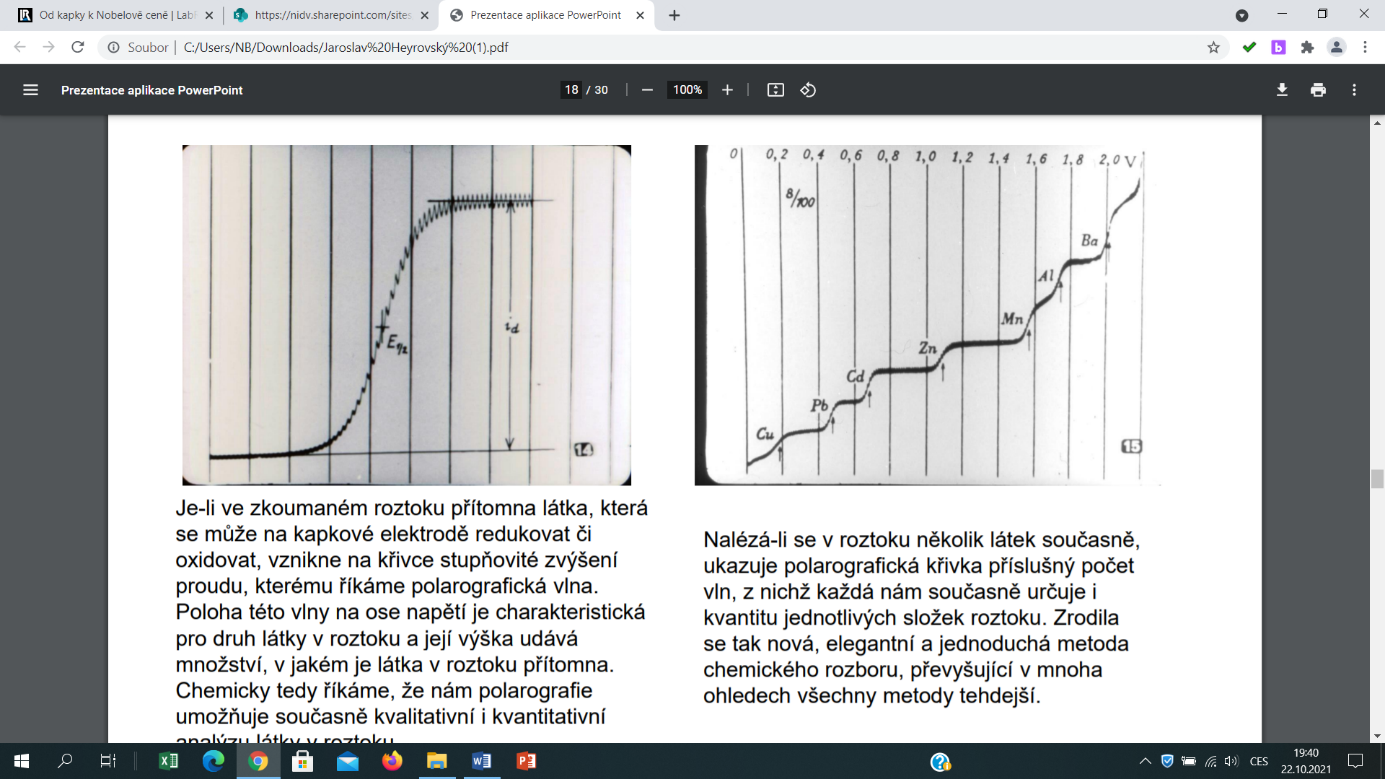 Od kapky k Nobelově ceně | Lab
https://nidv.sharepoint.com/sites
Prezentace aplikace PowerPoint
Soubor | C:/Users/NB/Downloads/Jaroslav%20Heyrovský%20(1).pdf
Prezentace aplikace PowerPoint
18 / 30
100%
E1/2
id
14
0 0,2 0,4 0,6 0,8 1,0 1,2 1,4 1,6 1,8 2,0 V
8/100
Ba
Al
Mn
Zn
Cd
Pb
Cu
15
Je-li ve zkoumaném roztoku přítomna látka, která
se může na kapkové elektrodě redukovat či
oxidovat, vznikne na křivce stupňovité zvýšení
proudu, kterému říkáme polarografická vlna.
Poloha této vlny na ose napětí je charakteristická
pro druh látky v roztoku a její výška udává
množství, v jakém je látka v roztoku přítomna.
Chemicky tedy říkáme, že nám polarografie
umožňuje současně kvalitativní i kvantitativní
analýzu látky v roztoku
Nalézá-li se v roztoku několik látek současně,
ukazuje polarografická křivka příslušný počet
vln, z nichž každá nám současně určuje i
kvantitu jednotlivých složek roztoku. Zrodila
se tak nová, elegantní a jednoduchá metoda
chemického rozboru, převyšující v mnoha
ohledech všechny metody tehdejší.
CES
19:40
22.10.2021